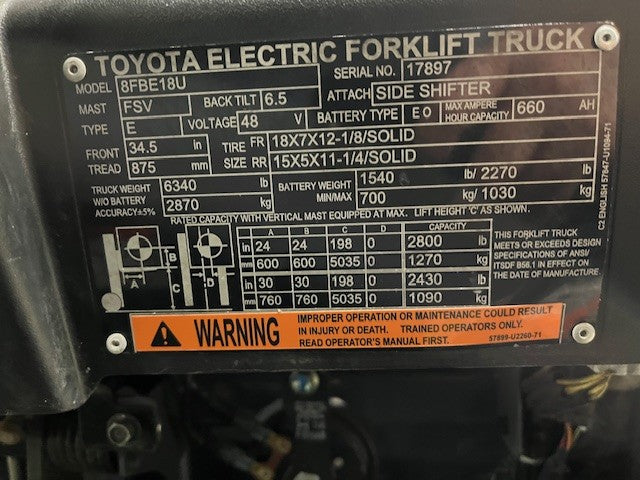 TOYOTA ELECTRIC FORKLIFT TRUCK
MODEL 8FBE18U SERIAL NO. 17897
MAST FSV BACK TILT 6.5 ATTACH SIDE SHIFTER
TYPE E VOLTAGE 48 V BATTERY TYPE E O MAX AMPERE HOUR CAPACITY 660 AH
FRONT TREAD 34.5 in TIRE SIZE FR 18X7X12-1/8/SOLID
875 mm RR 15X5X11-1/4/SOLID
TRUCK WEIGHT W/O BATTERY ACCURACY±5% 6340 lb BATTERY WEIGHT MIN/MAX 1540 lb/ 2270 lb
2870 kg 700 kg/ 1030 kg
RATED CAPACITY WITH VERTICAL MAST EQUIPPED AT MAX. LIFT HEIGHT 'C' AS SHOWN.
A B C D CAPACITY
in 24 24 198 0 2800 lb
mm 600 600 5035 0 1270 kg
in 30 30 198 0 2430 lb
mm 760 760 5035 0 1090 kg
A B C D
THIS FORKLIFT TRUCK
MEETS OR EXCEEDS DESIGN
SPECIFICATIONS OF ANSI/
ITSDF B56.1 IN EFFECT ON
THE DATE OF MANUFACTURE.
C2 ENGLISH 57847-U1094-71
WARNING
IMPROPER OPERATION OR MAINTENANCE COULD RESULT
IN INJURY OR DEATH. TRAINED OPERATORS ONLY.
READ OPERATOR'S MANUAL FIRST.
57899-U2260-71